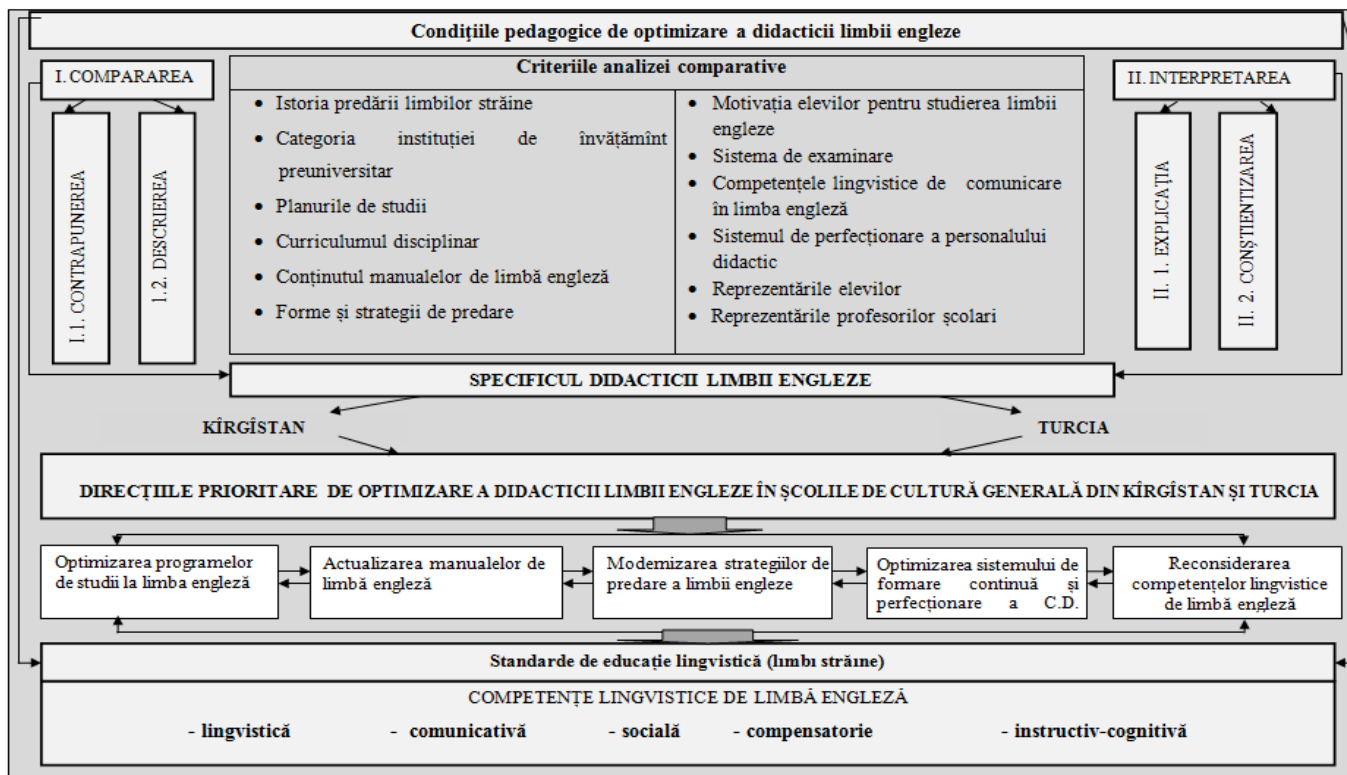 Condițiile pedagogice de optimizare a didacticii limbii engleze
I. COMPARAREA
I.1. CONTRAPUNEREA
1.2. DESCRIEREA
Criteriile analizei comparative
• Istoria predării limbilor străine
• Categoria instituției de învățămînt
preuniversitar
• Planurile de studii
• Curriculumul disciplinar
• Conținutul manualelor de limbă engleză
• Forme și strategii de predare
• Motivația elevilor pentru studierea limbii
engleze
• Sistema de examinare
• Competențele lingvistice de comunicare
în limba engleză
• Sistemul de perfecționare a personalului
didactic
• Reprezentările elevilor
• Reprezentările profesorilor școlari
II. INTERPRETAREA
II. 1. EXPLICAȚIA
II. 2. CONȘTIENTIZAREA
SPECIFICUL DIDACTICII LIMBII ENGLEZE
KÎRGÎSTAN
TURCIA
DIRECȚIILE PRIORITARE DE OPTIMIZARE A DIDACTICII LIMBII ENGLEZE ÎN ȘCOLILE DE CULTURĂ GENERALĂ DIN KÎRGÎSTAN ȘI TURCIA
Optimizarea programelor
de studii la limba engleză
Actualizarea manualelor de
limbă engleză
Modernizarea strategiilor de
predare a limbii engleze
Optimizarea sistemului de
formare continuă și
perfecționare a C.D.
Reconsiderarea
competențelor lingvistice
de limbă engleză
Standarde de educație lingvistică (limbi străine)
COMPETENȚE LINGVISTICE DE LIMBĂ ENGLEZĂ
- lingvistică - comunicativă - socială - compensatorie - instructiv-cognitivă